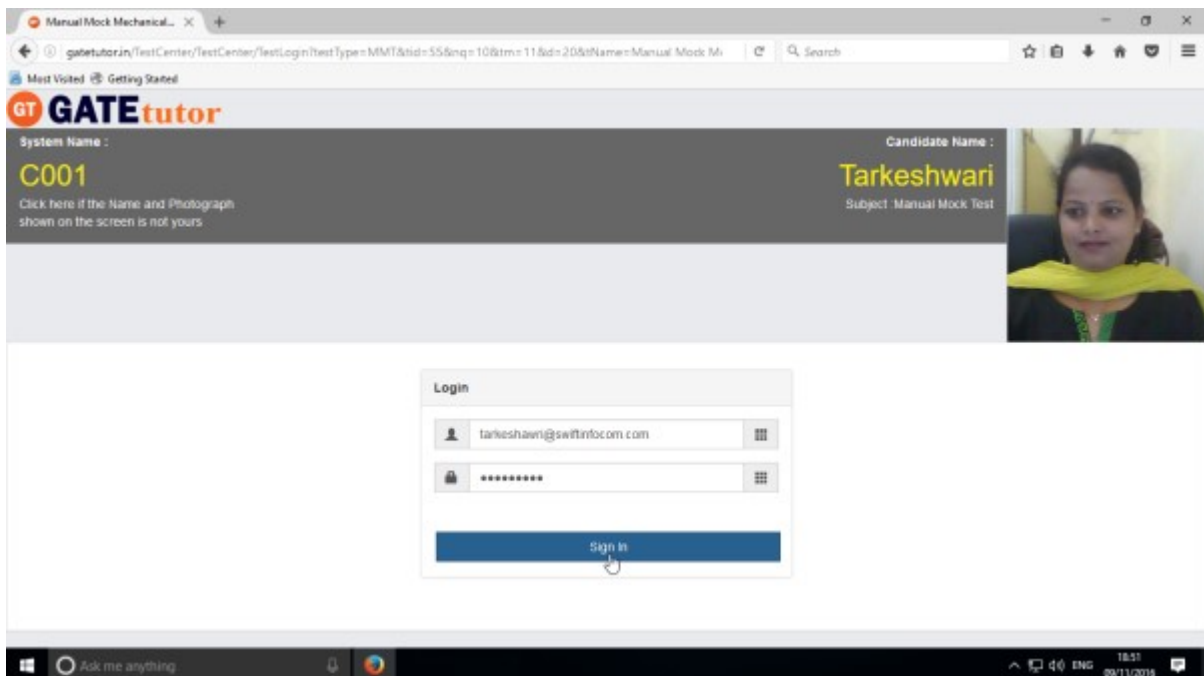 Manual Mock Mechanical... × +
gatetutor.in/TestCenter/TestCenter/TestLogin?testType=MMT&tid=55&nq=10&tm=11&id=20&tName=Manual Mock M
Search
Most Visited Getting Started
GT GATEtutor
System Name :
Candidate Name :
C001
Tarkeshwari
Click here if the Name and Photograph
shown on the screen is not yours
Subject :Manual Mock Test
Login
tarkeshawri@swiftinfocom.com
•••••••••
Sign In
Ask me anything
ENG
18:51
09/11/2016